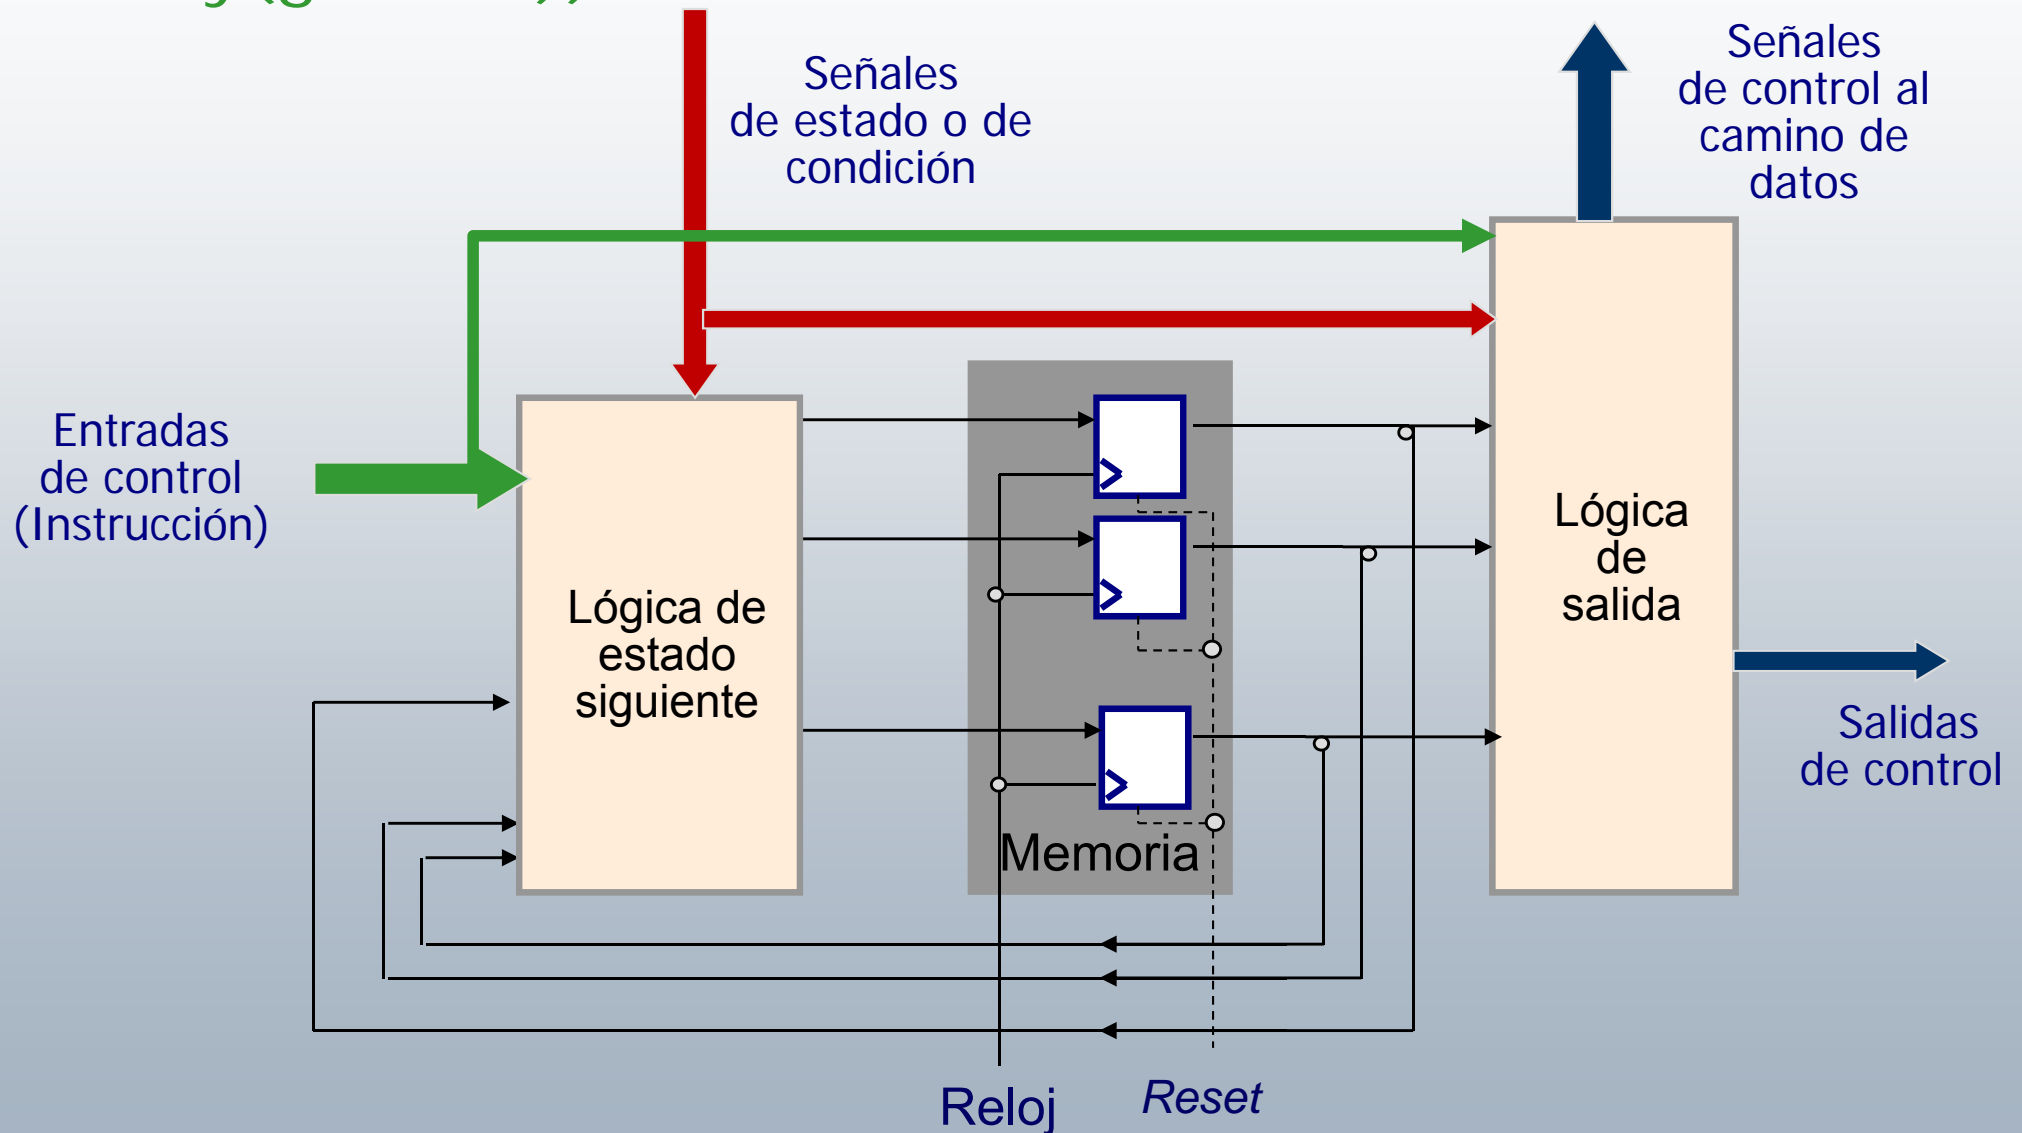 Señales
de estado o de
condición
Señales
de control al
camino de
datos
Entradas
de control
(Instrucción)
Lógica de
estado
siguiente
Memoria
Lógica
de
salida
Salidas
de control
Reloj
Reset